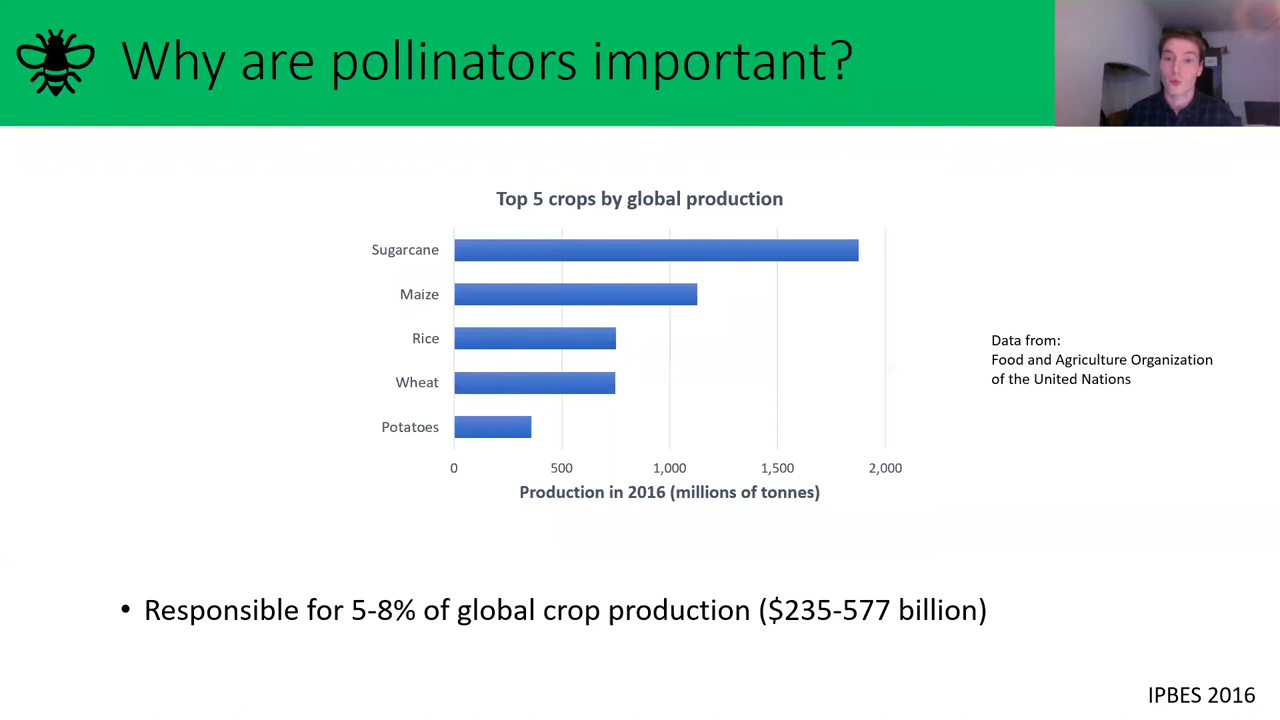 Why are pollinators important?
Top 5 crops by global production
Sugarcane
Maize
Rice
Wheat
Potatoes
0 500 1,000 1,500 2,000
Production in 2016 (millions of tonnes)
Data from:
Food and Agriculture Organization
of the United Nations
• Responsible for 5-8% of global crop production ($235-577 billion)
IPBES 2016